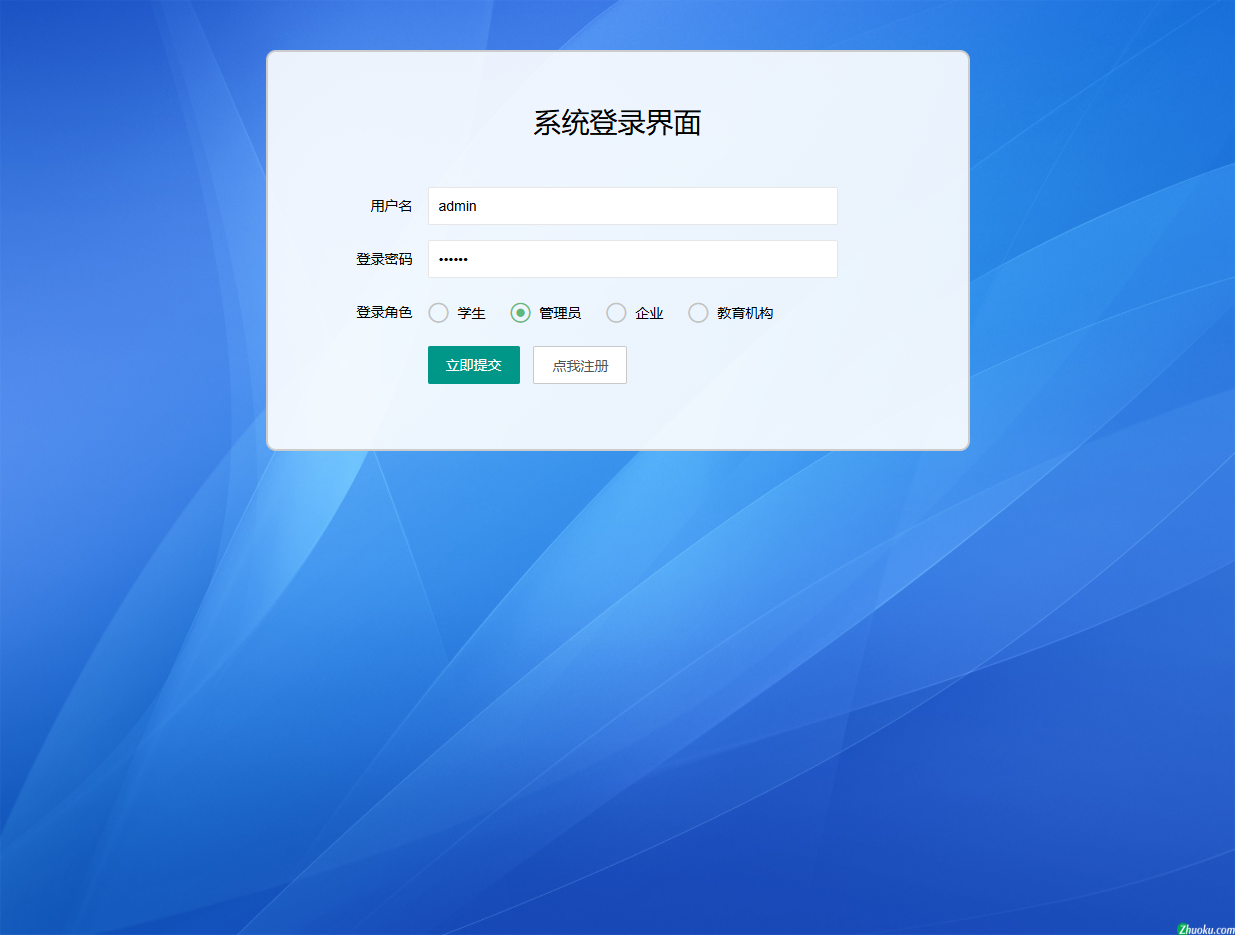 系统登录界面
用户名 admin
登录密码 ••••••
登录角色 学生 管理员 企业 教育机构
立即提交 点我注册
Zhuoku.com